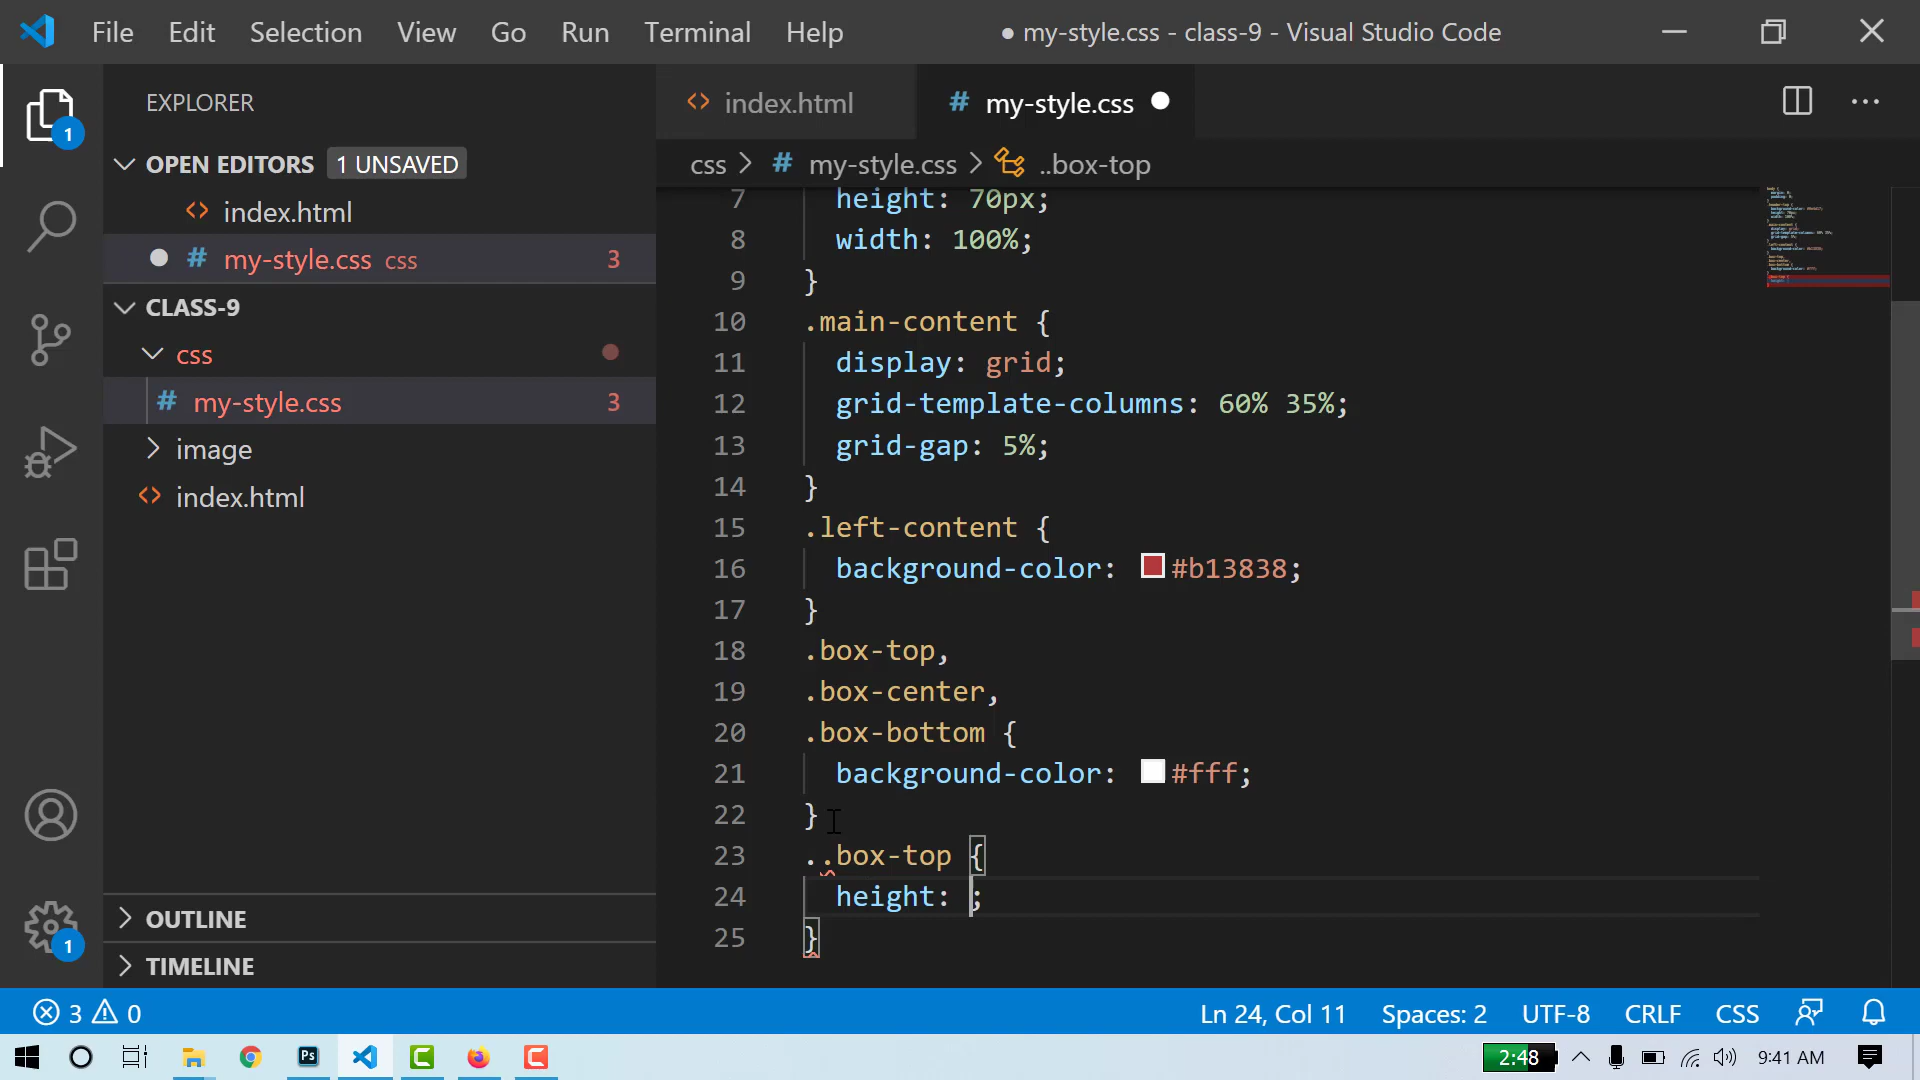 File Edit Selection View Go Run Terminal Help ● my-style.css - class-9 - Visual Studio Code
EXPLORER
OPEN EDITORS 1 UNSAVED
index.html
my-style.css css 3
CLASS-9
css
my-style.css 3
image
index.html
OUTLINE
TIMELINE
1
1
index.html
# my-style.css
css > # my-style.css > ..box-top
7 height: 70px;
8 width: 100%;
9 }
10 .main-content {
11 display: grid;
12 grid-template-columns: 60% 35%;
13 grid-gap: 5%;
14 }
15 .left-content {
16 background-color: #b13838;
17 }
18 .box-top,
19 .box-center,
20 .box-bottom {
21 background-color: #fff;
22 }
23 ..box-top {
24 height: ;
25 }
3 0
Ln 24, Col 11 Spaces: 2 UTF-8 CRLF CSS
Ps
2:48
9:41 AM